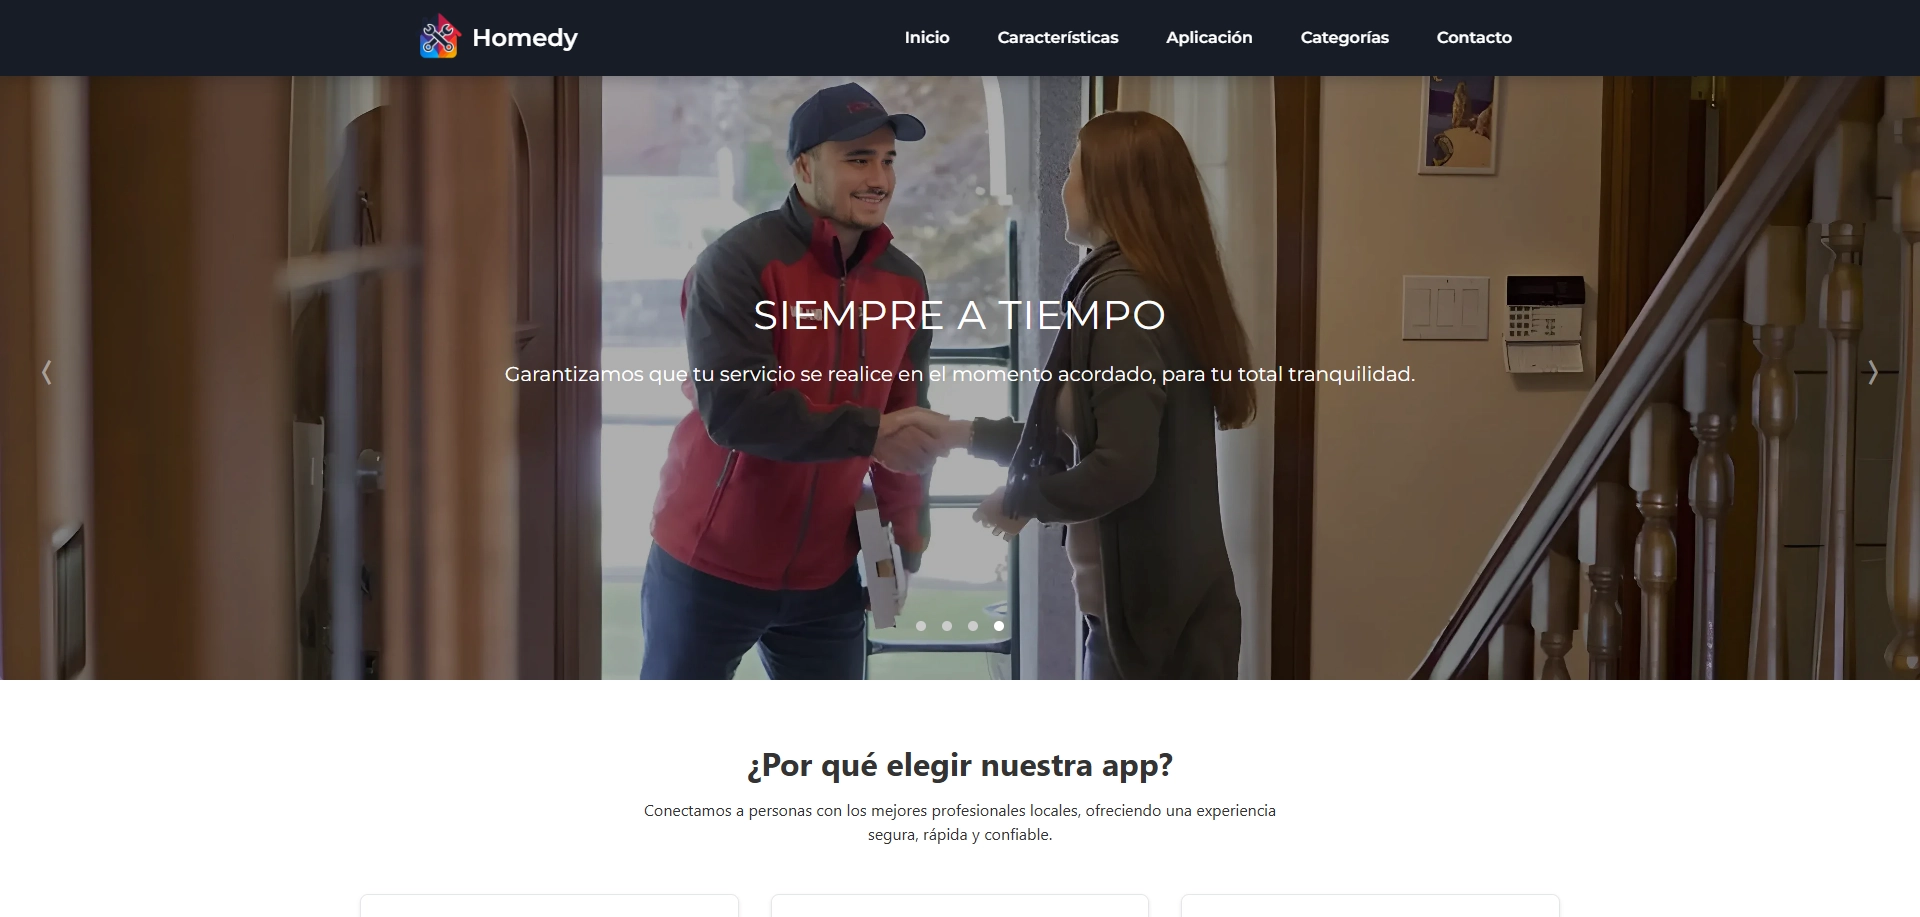 Homedy
Inicio
Características
Aplicación
Categorías
Contacto
SIEMPRE A TIEMPO
Garantizamos que tu servicio se realice en el momento acordado, para tu total tranquilidad.
¿Por qué elegir nuestra app?
Conectamos a personas con los mejores profesionales locales, ofreciendo una experiencia
segura, rápida y confiable.